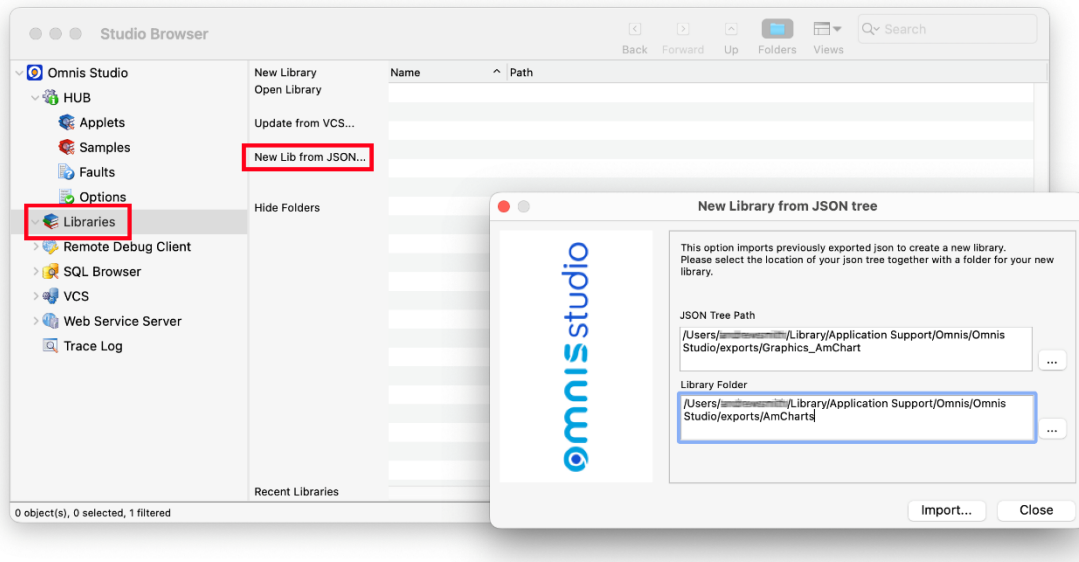 Studio Browser
Back
Forward
Up
Folders
Views
Search
Omnis Studio
HUB
Applets
Samples
Faults
Options
Libraries
Remote Debug Client
SQL Browser
VCS
Web Service Server
Trace Log
New Library
Open Library
Update from VCS...
New Lib from JSON...
Hide Folders
Recent Libraries
Name
Path
0 object(s), 0 selected, 1 filtered
New Library from JSON tree
omnis studio
This option imports previously exported json to create a new library.
Please select the location of your json tree together with a folder for your new
library.
JSON Tree Path
/Users/ /Library/Application Support/Omnis/Omnis
Studio/exports/Graphics_AmChart
...
Library Folder
/Users/ /Library/Application Support/Omnis/Omnis
Studio/exports/AmCharts
...
Import...
Close